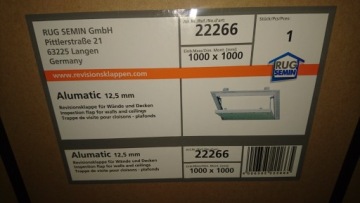 RUG SEMIN GmbH
Pittlerstraße 21
63225 Langen
Germany
22266
1
1000 x 1000
RUG
SEMIN
www.revisionsklappen.com
Alumatic 12,5 mm
Revisionsklappe für Wände und Decken
Inspection flap for walls and ceilings
Trappe de visite pour cloisons - plafonds
Alumatic 12,5 mm
Revisionsklappe für Wände und Decken
Inspection flap for walls and ceilings
Trappe de visite pour cloisons - plafonds
22266
1000 x 1000